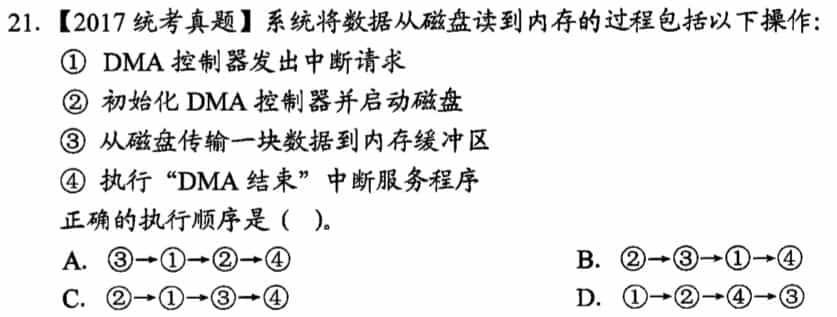 21.【2017 统考真题】系统将数据从磁盘读到内存的过程包括以下操作:
① DMA 控制器发出中断请求
② 初始化 DMA 控制器并启动磁盘
③ 从磁盘传输一块数据到内存缓冲区
④ 执行“DMA 结束”中断服务程序
正确的执行顺序是 ( )。
A. ③→①→②→④ B. ②→③→①→④
C. ②→①→③→④ D. ①→②→④→③